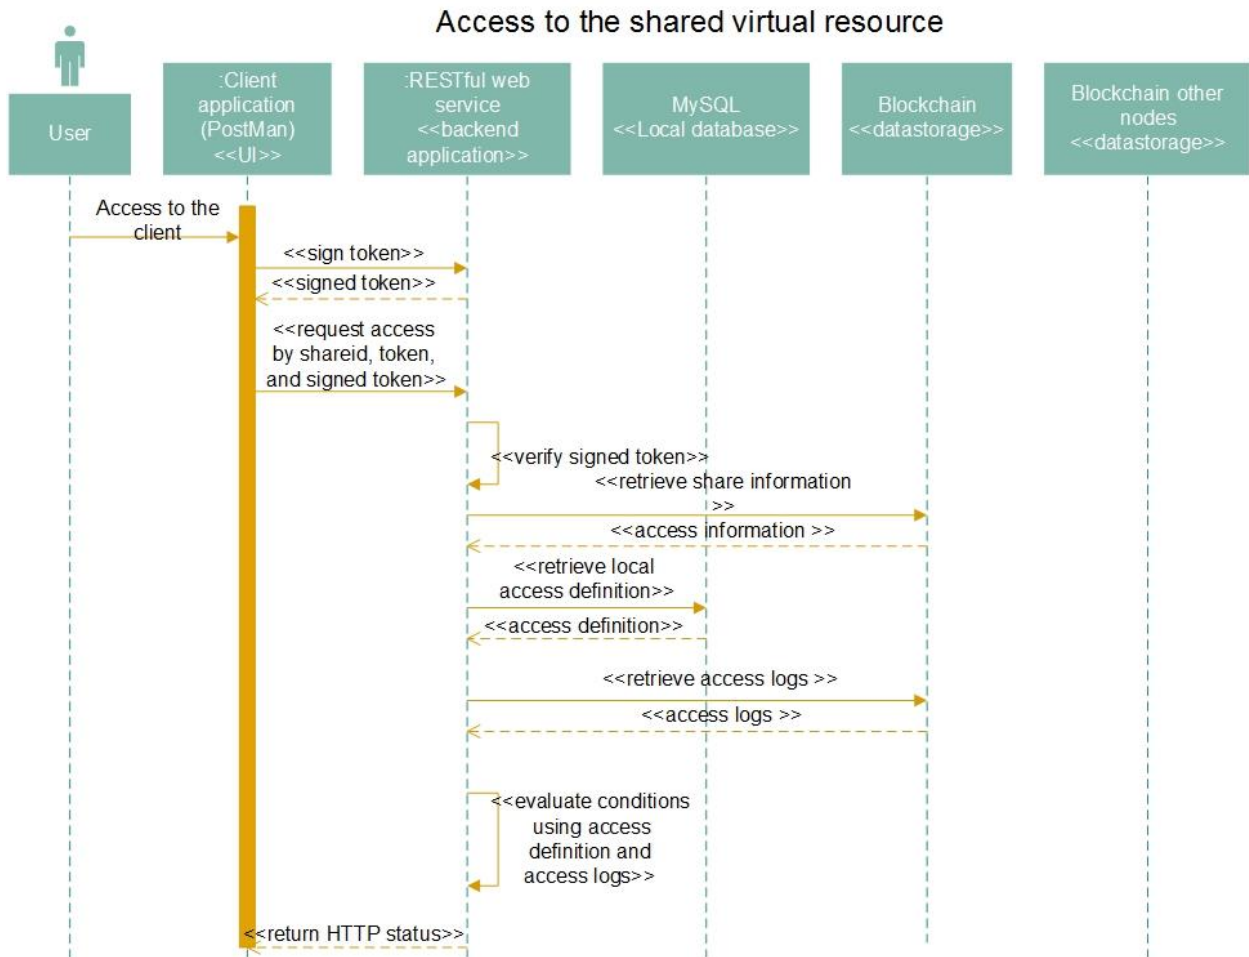 Access to the shared virtual resource
User
:Client
application
(PostMan)
<<UI>>
:RESTful web
service
<<backend
application>>
MySQL
<<Local database>>
Blockchain
<<datastorage>>
Blockchain other
nodes
<<datastorage>>
Access to the
client
<<sign token>>
<<signed token>>
<<request access
by shareid, token,
and signed token>>
<<verify signed token>>
<<retrieve share information
>>
<<access information >>
<<retrieve local
access definition>>
<<access definition>>
<<retrieve access logs >>
<<access logs >>
<<evaluate conditions
using access
definition and
access logs>>
<<return HTTP status>>